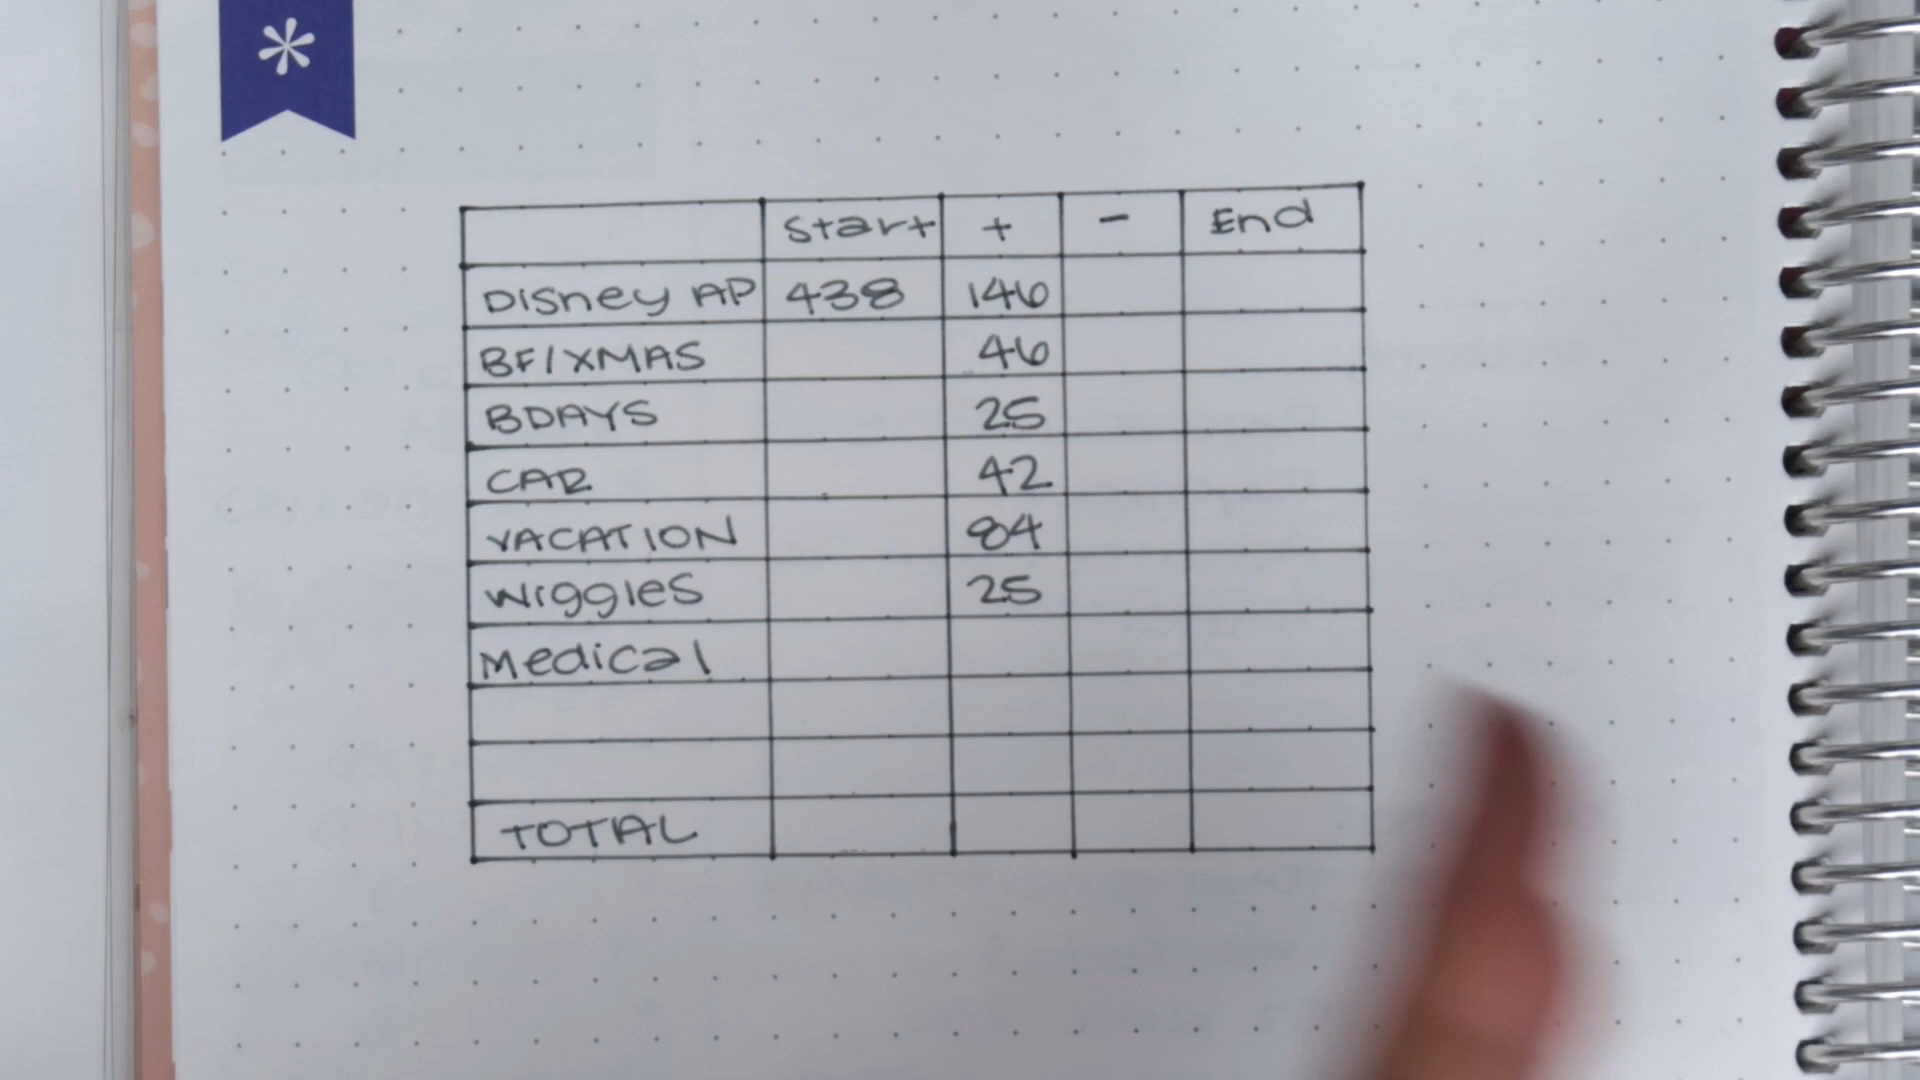 *
Start + - End
Disney AP 438 146
BF/XMAS 46
BDAYS 25
CAR 42
VACATION 84
Wiggles 25
Medical
TOTAL